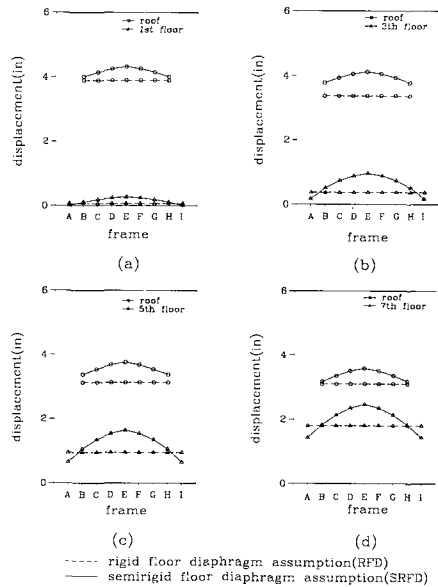 6
roof
1st floor
4
2
0
displacement(in)
A B C D E F G H I
frame
(a)
6
roof
3th floor
4
2
0
displacement(in)
A B C D E F G H I
frame
(b)
6
roof
5th floor
4
2
0
displacement(in)
A B C D E F G H I
frame
(c)
6
roof
7th floor
4
2
0
displacement(in)
A B C D E F G H I
frame
(d)
rigid floor diaphragm assumption(RFD)
semirigid floor diaphragm assumption(SRFD)